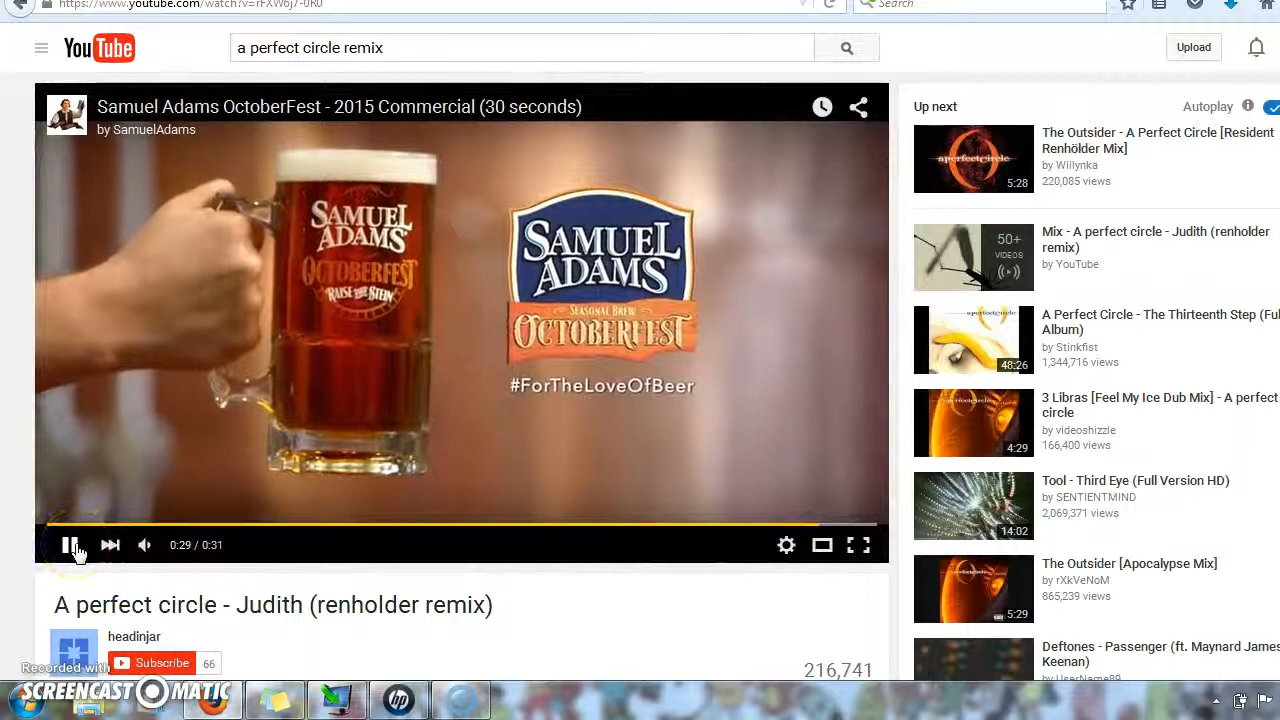 https://www.youtube.com/watch?v=rFXW6j7-0R0
Search
YouTube
a perfect circle remix
Upload
Samuel Adams OctoberFest - 2015 Commercial (30 seconds)
by SamuelAdams
SAMUEL
ADAMS
OCTOBERFEST
RAISE THE STEIN
SAMUEL
ADAMS
SEASONAL BREW
OCTOBERFEST
#ForTheLoveOfBeer
0:29 / 0:31
A perfect circle - Judith (renholder remix)
headinjar
Subscribe
66
216,741
Up next
Autoplay
aperfectcircle
5:28
The Outsider - A Perfect Circle [Resident
Renhölder Mix]
by Willynka
220,085 views
50+
VIDEOS
Mix - A perfect circle - Judith (renholder
remix)
by YouTube
aperfectcircle
48:26
A Perfect Circle - The Thirteenth Step (Full
Album)
by Stinkfist
1,344,716 views
4:29
3 Libras [Feel My Ice Dub Mix] - A perfect
circle
by videoshizzle
166,400 views
14:02
Tool - Third Eye (Full Version HD)
by SENTIENTMIND
2,069,371 views
5:29
The Outsider [Apocalypse Mix]
by rXkVeNoM
865,239 views
Deftones - Passenger (ft. Maynard James
Keenan)
by UserName89
Recorded with
SCREENCAST-O-MATIC
hp